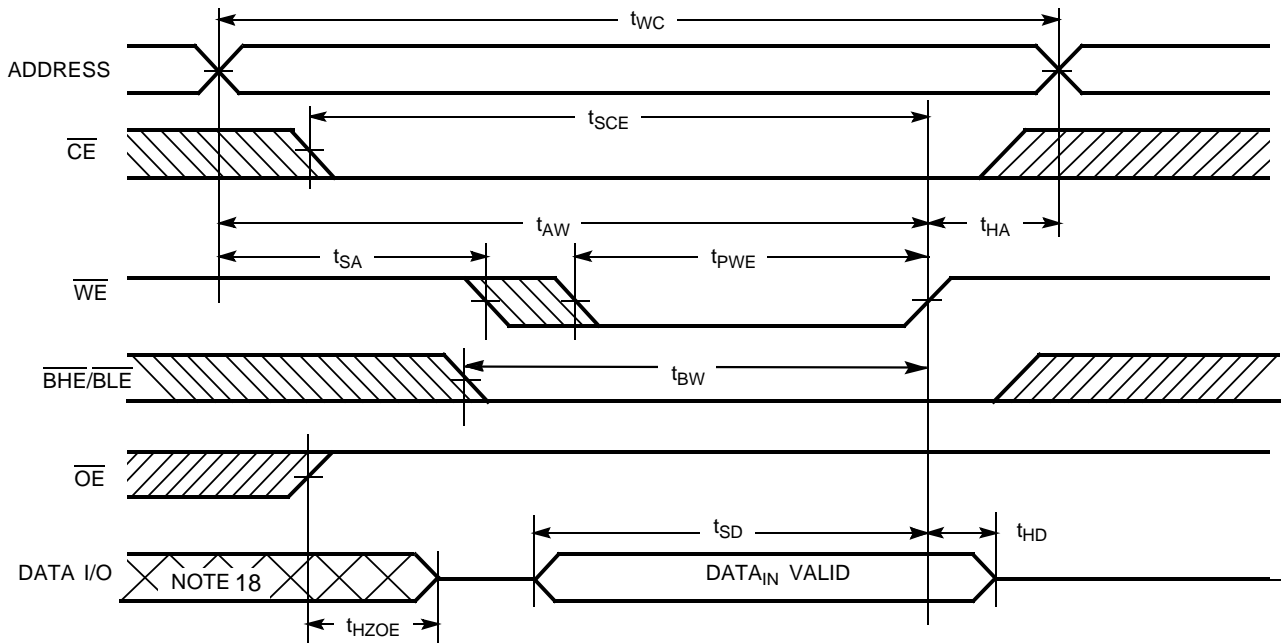 tWC
ADDRESS
tSCE
CE
tAW
tHA
tSA
tPWE
WE
BHE/BLE
tBW
OE
tSD
tHD
DATA I/O
NOTE 18
DATAIN VALID
tHZOE